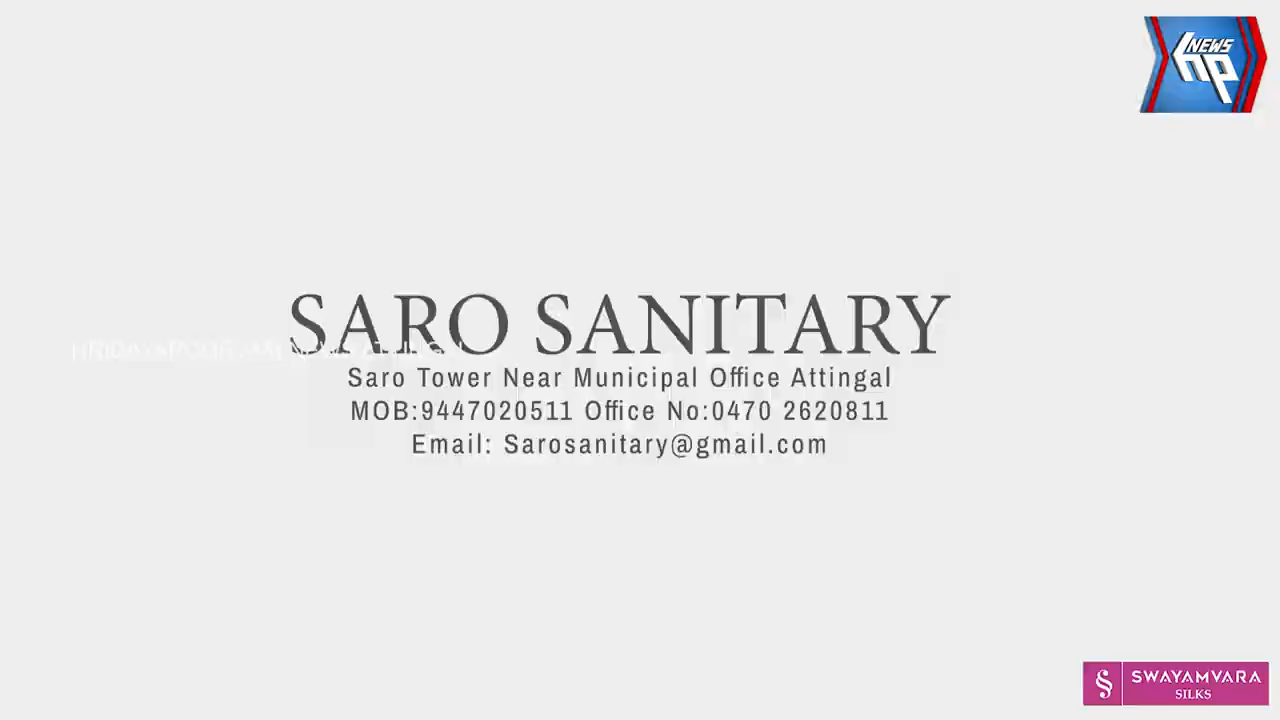 NEWS
hp
SARO SANITARY
Saro Tower Near Municipal Office Attingal
MOB:9447020511 Office No:0470 2620811
Email: Sarosanitary@gmail.com
SWAYAMVARA
SILKS